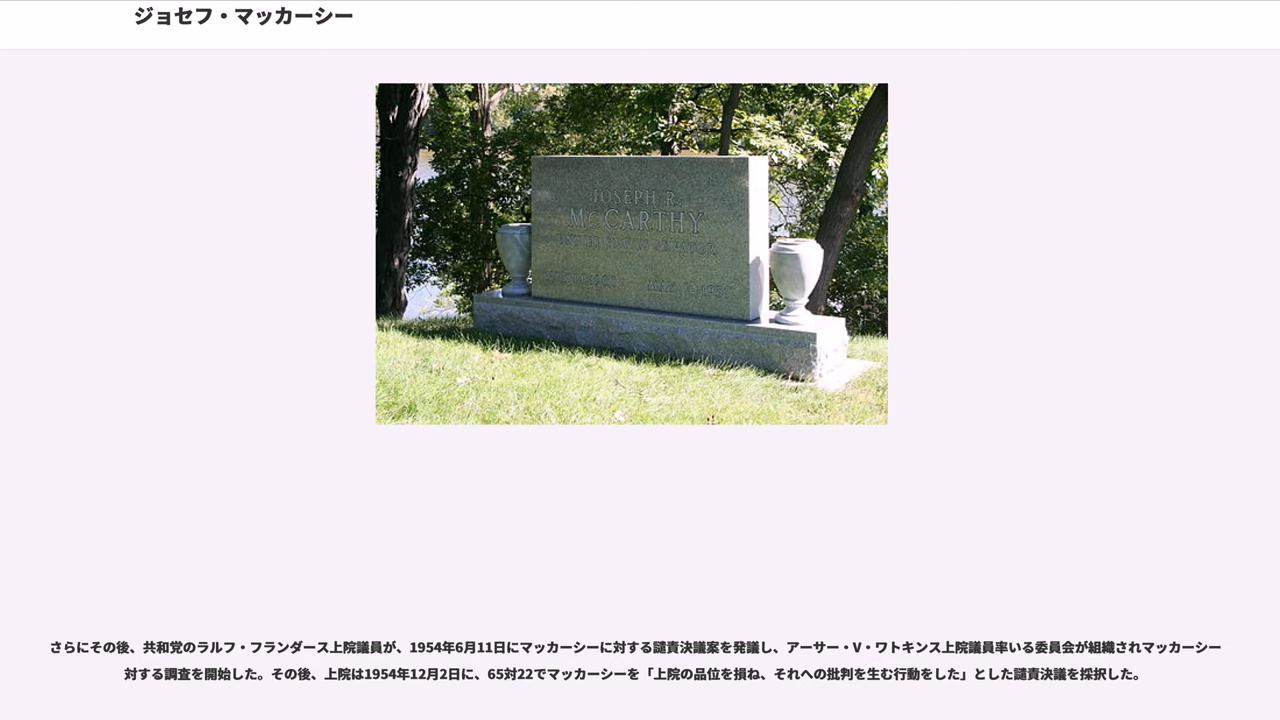 ジョセフ・マッカーシー
JOSEPH R.
MCCARTHY
UNITED STATES SENATOR
さらにその後、共和党のラルフ・フランダース上院議員が、1954年6月11日にマッカーシーに対する譴責決議案を発議し、アーサー・V・ワトキンス上院議員率いる委員会が組織されマッカーシー
対する調査を開始した。その後、上院は1954年12月2日に、65対22でマッカーシーを「上院の品位を損ね、それへの批判を生む行動をした」とした譴責決議を採択した。